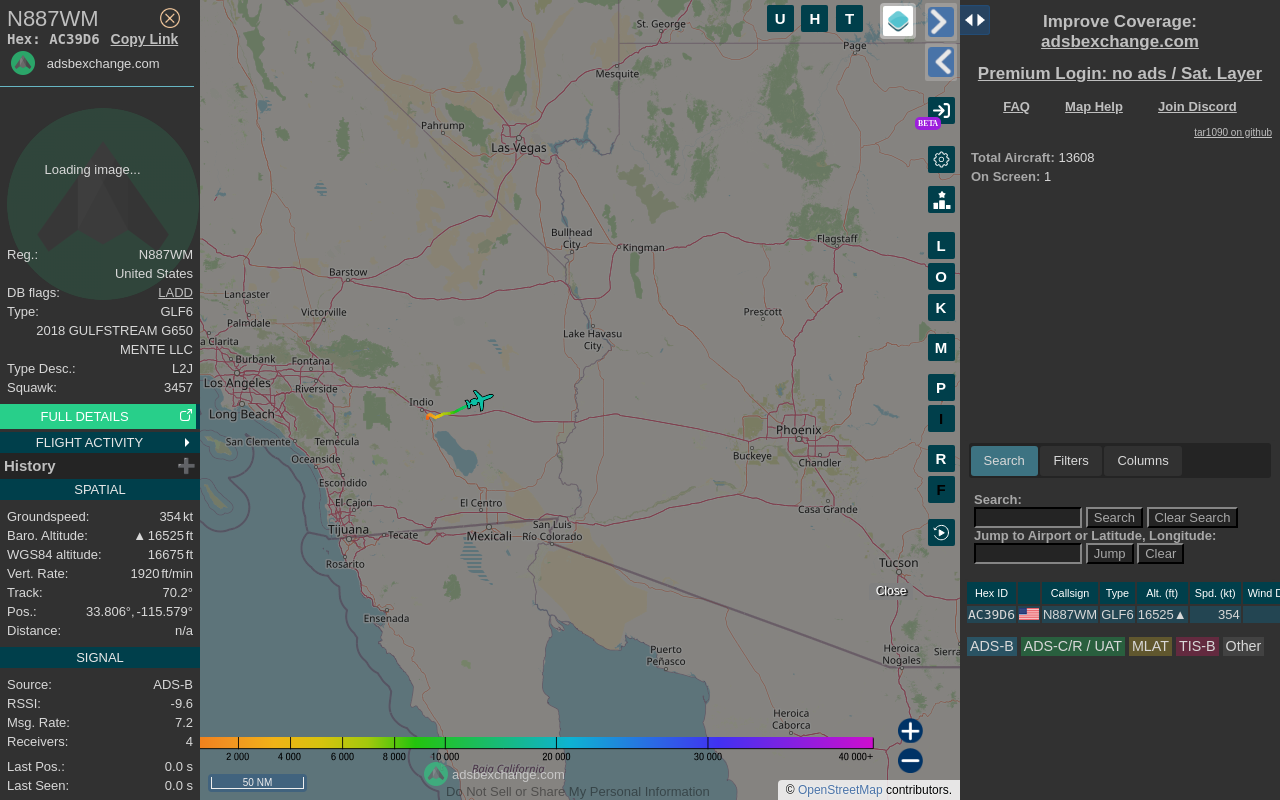 N887WM
Hex: AC39D6 Copy Link
adsbexchange.com
Loading image...
Reg.: N887WM
United States
DB flags: LADD
Type: GLF6
2018 GULFSTREAM G650
MENTE LLC
Type Desc.: L2J
Squawk: 3457
FULL DETAILS
FLIGHT ACTIVITY
History
SPATIAL
Groundspeed: 354 kt
Baro. Altitude: ▲ 16525 ft
WGS84 altitude: 16675 ft
Vert. Rate: 1920 ft/min
Track: 70.2°
Pos.: 33.806°, -115.579°
Distance: n/a
SIGNAL
Source: ADS-B
RSSI: -9.6
Msg. Rate: 7.2
Receivers: 4
Last Pos.: 0.0 s
Last Seen: 0.0 s
U H T
St. George
Page
Mesquite
Pahrump
Las Vegas
BETA
Bullhead
City
Kingman
Flagstaff
Barstow
Lancaster
Victorville
Palmdale
Prescott
Lake Havasu
City
a Clarita
Burbank
Fontana
Los Angeles
Riverside
Indio
Long Beach
Phoenix
San Clemente
Temecula
Buckeye
Chandler
Oceanside
Escondido
El Cajon
El Centro
Casa Grande
Tijuana
Tecate
Mexicali
San Luis
Río Colorado
Rosarito
Tucson
Close
Ensenada
Puerto
Peñasco
Heroica
Nogales
Sierra
Heroica
Caborca
Baja California
L
O
K
M
P
I
R
F
2 000 4 000 6 000 8 000 10 000 20 000 30 000 40 000+
50 NM
adsbexchange.com
Do Not Sell or Share My Personal Information
© OpenStreetMap contributors.
Improve Coverage:
adsbexchange.com
Premium Login: no ads / Sat. Layer
FAQ Map Help Join Discord
tar1090 on github
Total Aircraft: 13608
On Screen: 1
Search Filters Columns
Search:
Search Clear Search
Jump to Airport or Latitude, Longitude:
Jump Clear
Hex ID Callsign Type Alt. (ft) Spd. (kt) Wind D
AC39D6 N887WM GLF6 16525▲ 354
ADS-B ADS-C/R / UAT MLAT TIS-B Other